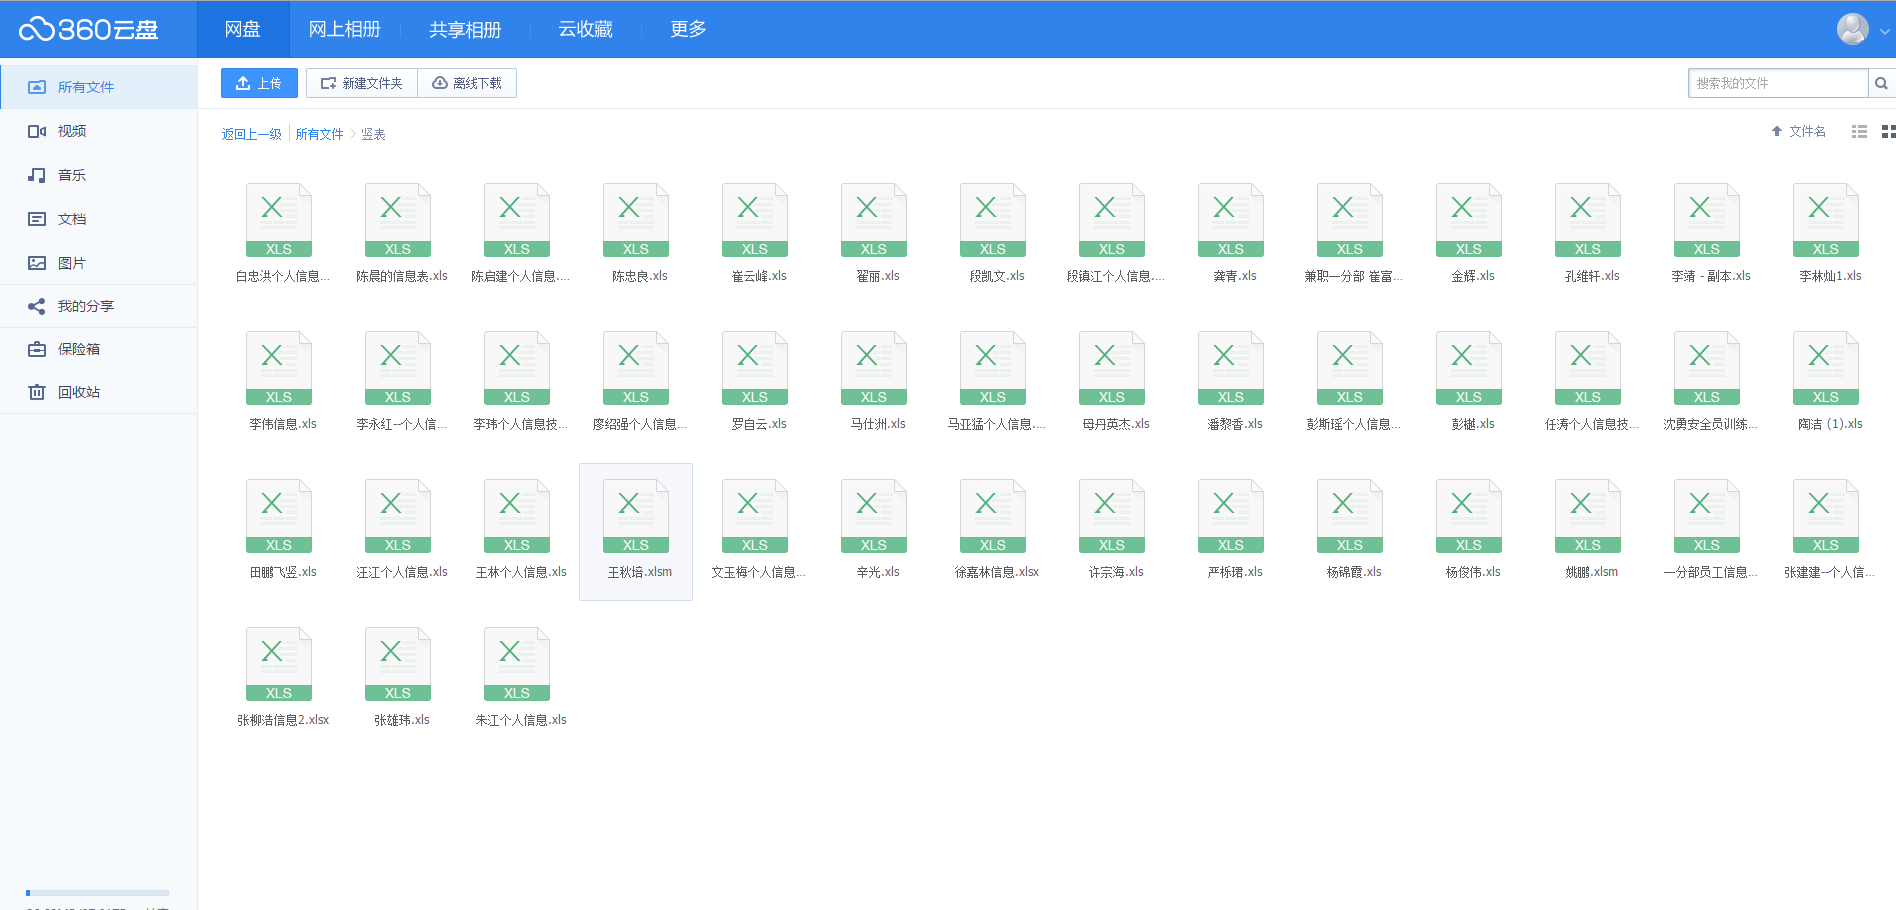 360云盘
网盘
网上相册
共享相册
云收藏
更多
所有文件
视频
音乐
文档
图片
我的分享
保险箱
回收站
上传
新建文件夹
离线下载
搜索我的文件
返回上一级 所有文件 > 竖表
文件名
XLS XLS XLS XLS XLS XLS XLS XLS XLS XLS XLS XLS XLS XLS
白忠洪个人信息... 陈晨的信息表.xls 陈启建个人信息.... 陈忠良.xls 崔云峰.xls 翟丽.xls 段凯文.xls 段镇江个人信息.... 龚青.xls 兼职一分部 崔富... 金辉.xls 孔维轩.xls 李靖 - 副本.xls 李林灿1.xls
XLS XLS XLS XLS XLS XLS XLS XLS XLS XLS XLS XLS XLS XLS
李伟信息.xls 李永红--个人信... 李玮个人信息技... 廖绍强个人信息... 罗自云.xls 马仕洲.xls 马亚猛个人信息.... 母丹英杰.xls 潘黎香.xls 彭斯瑶个人信息... 彭樾.xls 任涛个人信息技... 沈勇安全员训练... 陶洁 (1).xls
XLS XLS XLS XLS XLS XLS XLS XLS XLS XLS XLS XLS XLS XLS
田鹏飞竖.xls 汪江个人信息.xls 王林个人信息.xls 王秋培.xlsm 文玉梅个人信息... 辛光.xls 徐嘉林信息.xlsx 许宗海.xls 严栎珺.xls 杨锦霞.xls 杨俊伟.xls 姚鹏.xlsm 一分部员工信息... 张建建--个人信...
XLS XLS XLS
张柳浩信息2.xlsx 张雄玮.xls 朱江个人信息.xls